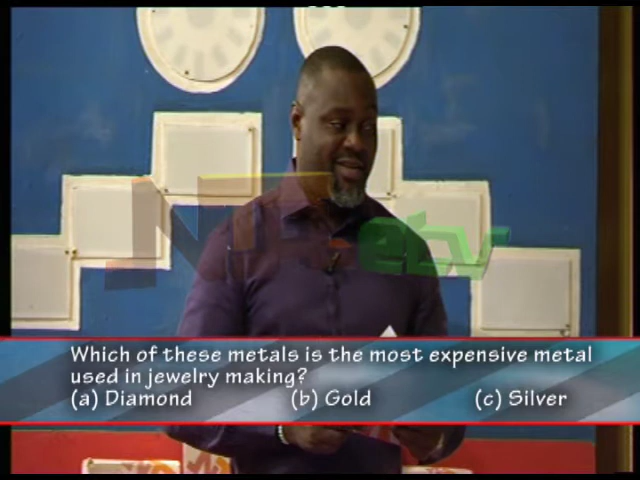 Which of these metals is the most expensive metal
used in jewelry making?
(a) Diamond (b) Gold (c) Silver